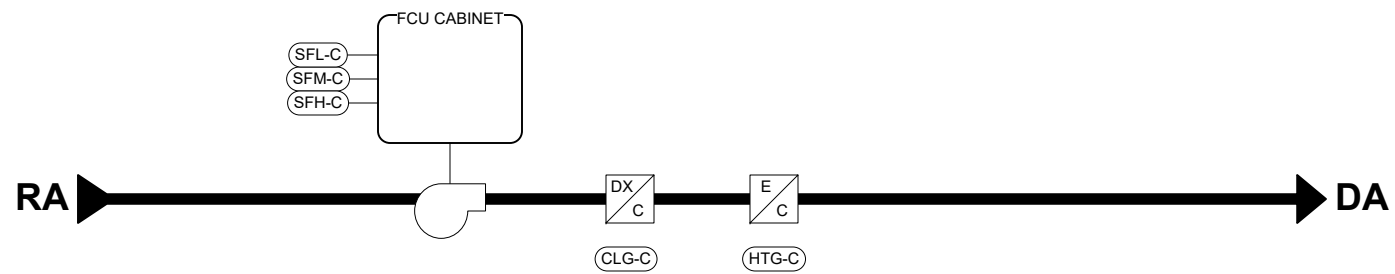 FCU CABINET
SFL-C
SFM-C
SFH-C
RA
DX
C
E
C
DA
CLG-C
HTG-C